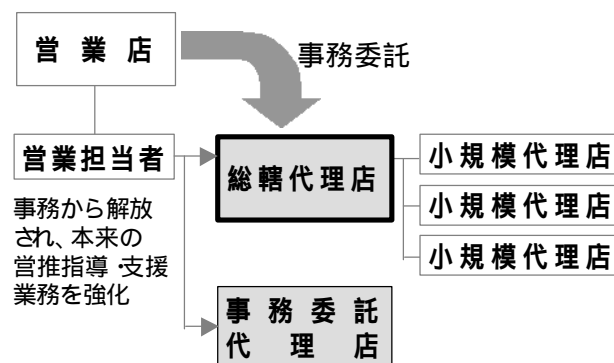 営業店
事務委託
営業担当者
総轄代理店
小規模代理店
小規模代理店
小規模代理店
事務から解放
され、本来の
営推指導・支援
業務を強化
事務委託
代理店